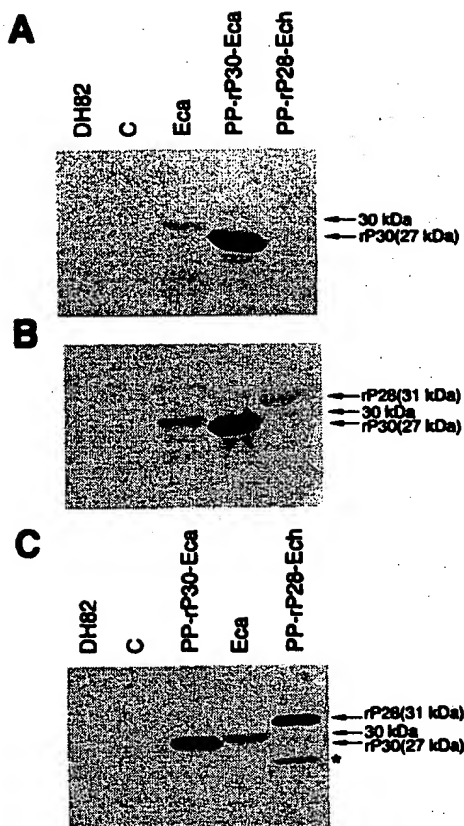 A
DH82
C
Eca
PP-rP30-Eca
PP-rP28-Ech
30 kDa
rP30(27 kDa)
B
rP28(31 kDa)
30 kDa
rP30(27 kDa)
C
DH82
C
PP-rP30-Eca
Eca
PP-rP28-Ech
rP28(31 kDa)
30 kDa
rP30(27 kDa)
*